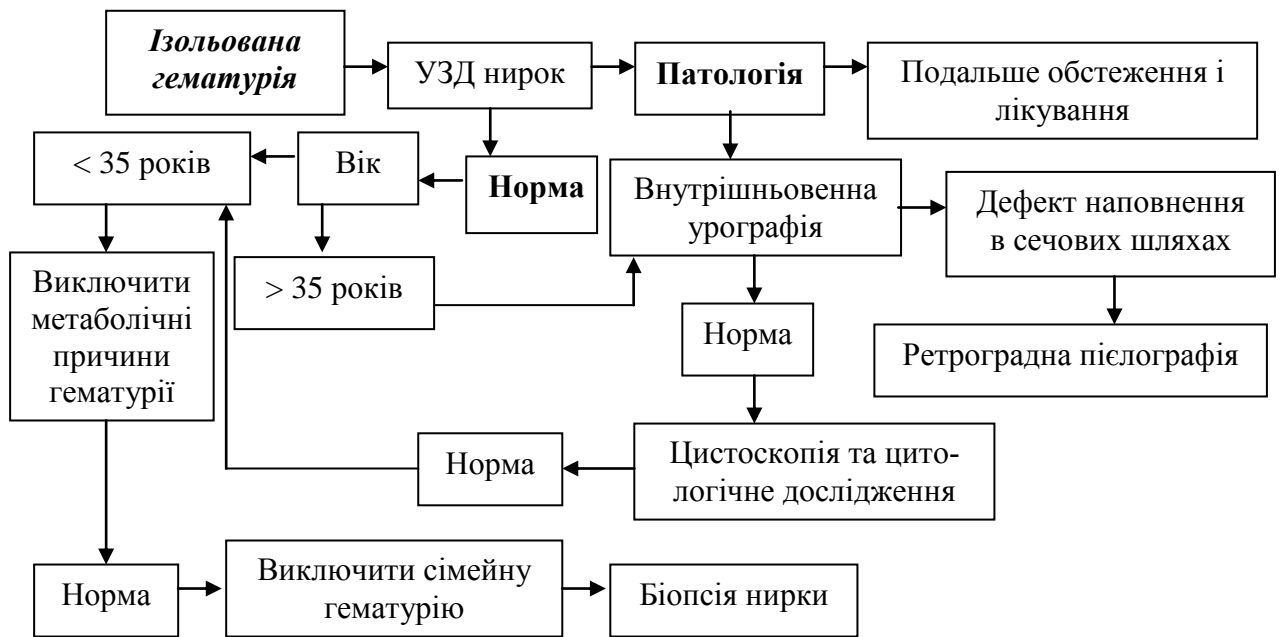 Ізольована
гематурія
УЗД нирок
Патологія
Подальше обстеження і
лікування
< 35 років
Вік
Норма
Внутрішньовенна
урографія
Дефект наповнення
в сечових шляхах
> 35 років
Виключити
метаболічні
причини
гематурії
Норма
Ретроградна пієлографія
Норма
Цистоскопія та цито-
логічне дослідження
Норма
Виключити сімейну
гематурію
Біопсія нирки